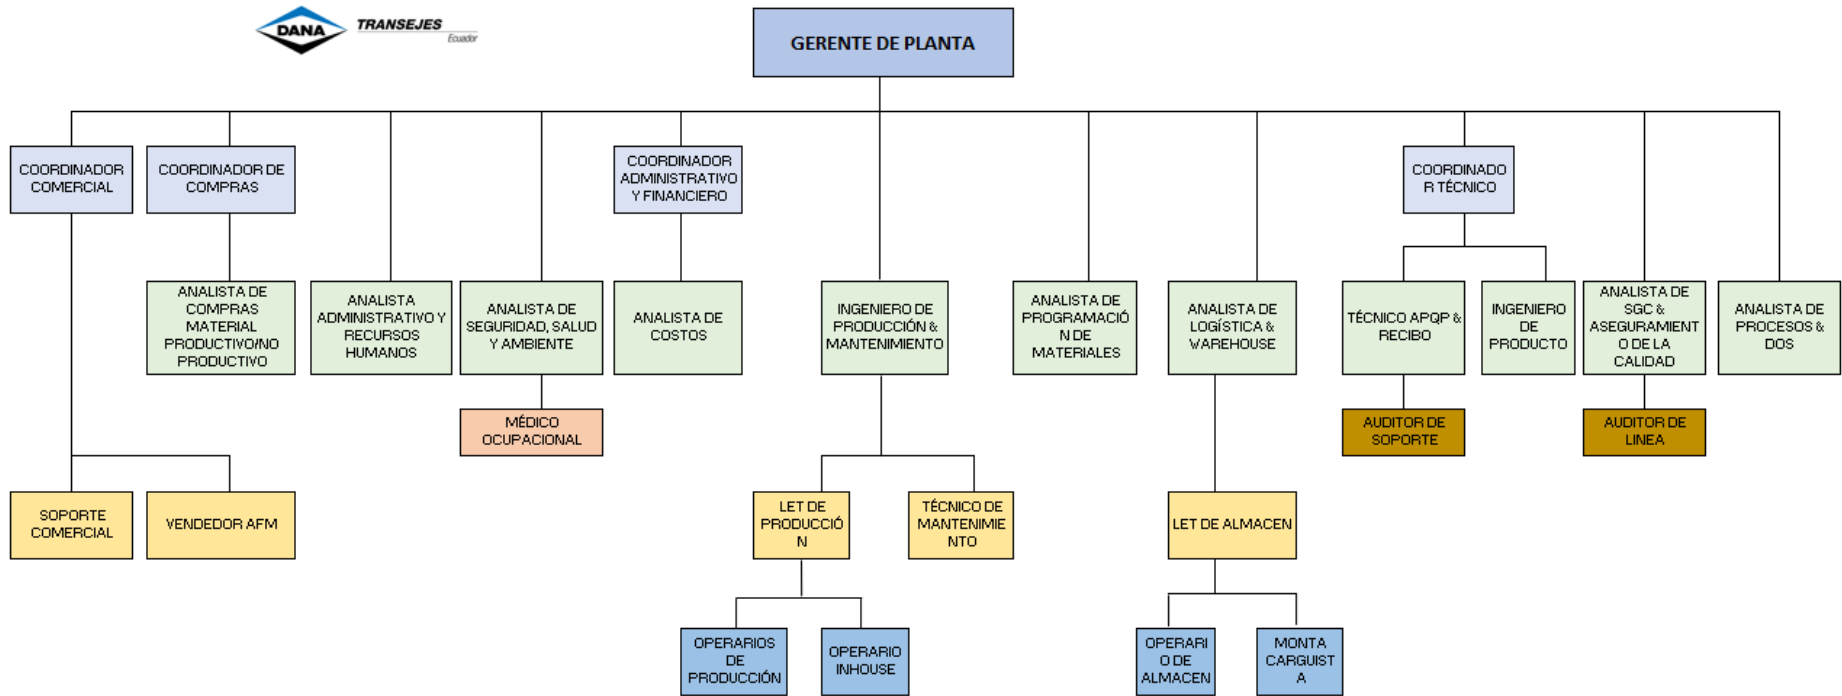 DANA
TRANSEJES
Ecuador
GERENTE DE PLANTA
COORDINADOR
COMERCIAL
COORDINADOR DE
COMPRAS
COORDINADOR
ADMINISTRATIVO
Y FINANCIERO
COORDINADO
R TÉCNICO
ANALISTA DE
COMPRAS
MATERIAL
PRODUCTIVO/NO
PRODUCTIVO
ANALISTA
ADMINISTRATIVO Y
RECURSOS
HUMANOS
ANALISTA DE
SEGURIDAD, SALUD
Y AMBIENTE
ANALISTA DE
COSTOS
INGENIERO DE
PRODUCCIÓN &
MANTENIMIENTO
ANALISTA DE
PROGRAMACIÓ
N DE
MATERIALES
ANALISTA DE
LOGÍSTICA &
WAREHOUSE
TÉCNICO APQP &
RECIBO
INGENIERO
DE
PRODUCTO
ANALISTA DE
SGC &
ASEGURAMIENT
O DE LA
CALIDAD
ANALISTA DE
PROCESOS &
DOS
MÉDICO
OCUPACIONAL
AUDITOR DE
SOPORTE
AUDITOR DE
LINEA
SOPORTE
COMERCIAL
VENDEDOR AFM
LET DE
PRODUCCIÓ
N
TÉCNICO DE
MANTENIMIE
NTO
LET DE ALMACEN
OPERARIOS
DE
PRODUCCIÓN
OPERARIO
INHOUSE
OPERARI
O DE
ALMACEN
MONTA
CARGUIST
A